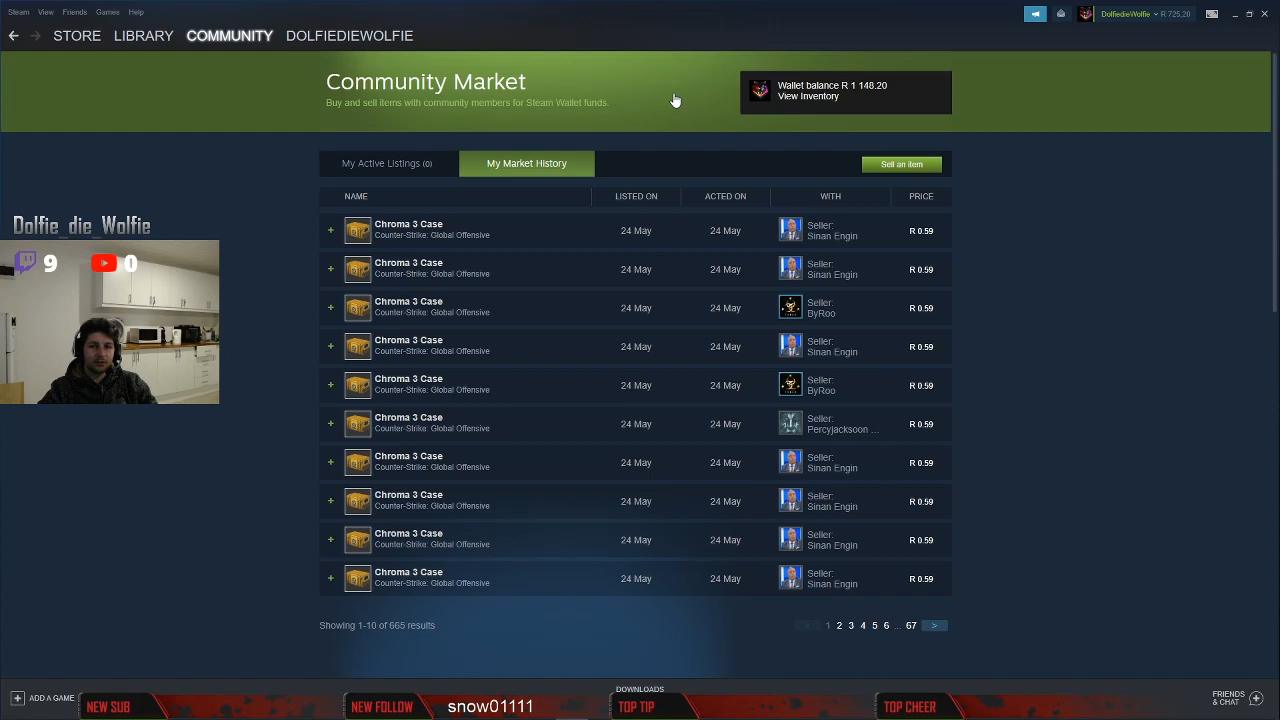 Steam View Friends Games Help
DolfiedieWolfie R 725,20
STORE LIBRARY COMMUNITY DOLFIEDIEWOLFIE
Community Market
Buy and sell items with community members for Steam Wallet funds.
Wallet balance R 1 148.20
View Inventory
My Active Listings (0)
My Market History
Sell an item
NAME LISTED ON ACTED ON WITH PRICE
Chroma 3 Case
Counter-Strike: Global Offensive
24 May 24 May
Seller:
Sinan Engin
R 0.59
Chroma 3 Case
Counter-Strike: Global Offensive
24 May 24 May
Seller:
Sinan Engin
R 0.59
Chroma 3 Case
Counter-Strike: Global Offensive
24 May 24 May
Seller:
ByRoo
R 0.59
Chroma 3 Case
Counter-Strike: Global Offensive
24 May 24 May
Seller:
Sinan Engin
R 0.59
Chroma 3 Case
Counter-Strike: Global Offensive
24 May 24 May
Seller:
ByRoo
R 0.59
Chroma 3 Case
Counter-Strike: Global Offensive
24 May 24 May
Seller:
Percyjacksoon ...
R 0.59
Chroma 3 Case
Counter-Strike: Global Offensive
24 May 24 May
Seller:
Sinan Engin
R 0.59
Chroma 3 Case
Counter-Strike: Global Offensive
24 May 24 May
Seller:
Sinan Engin
R 0.59
Chroma 3 Case
Counter-Strike: Global Offensive
24 May 24 May
Seller:
Sinan Engin
R 0.59
Chroma 3 Case
Counter-Strike: Global Offensive
24 May 24 May
Seller:
Sinan Engin
R 0.59
Showing 1-10 of 665 results
< 1 2 3 4 5 6 ... 67 >
Dolfie_die_Wolfie
9 0
DOWNLOADS
+ ADD A GAME
FRIENDS
& CHAT +
NEW SUB
NEW FOLLOW snow01111
TOP TIP
TOP CHEER